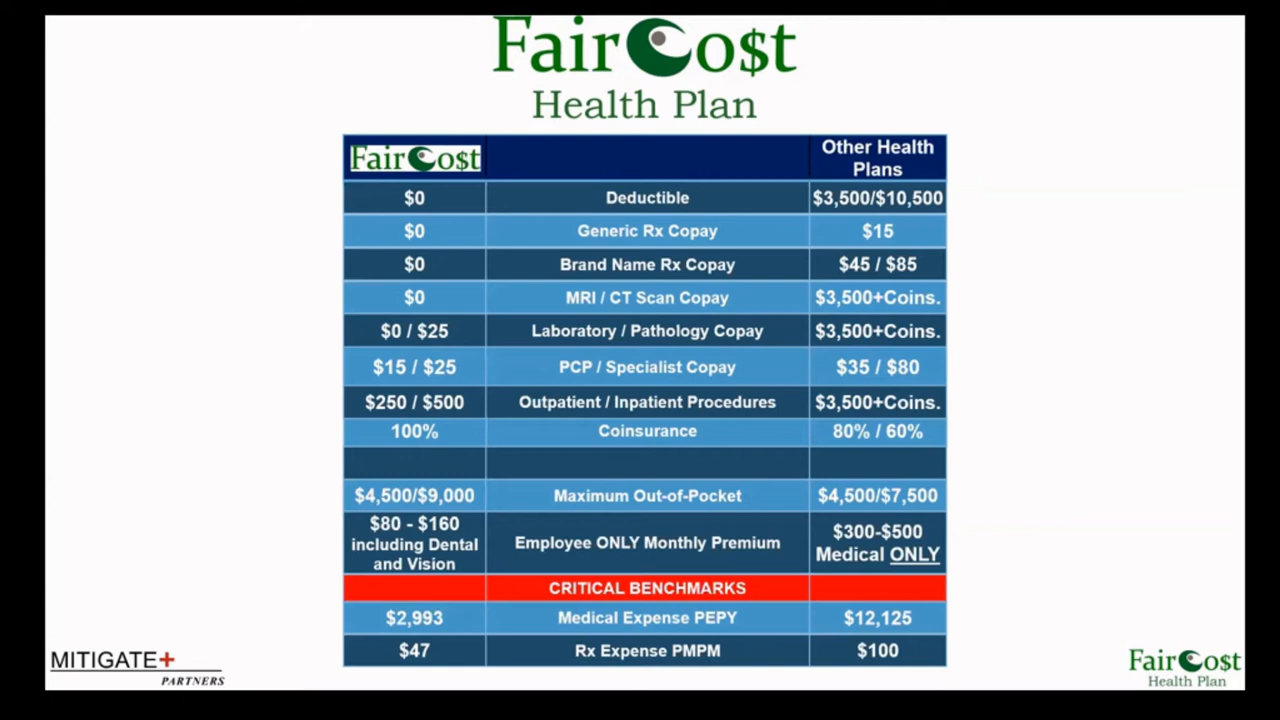 FairCo$t
Health Plan
FairCo$t Other Health Plans
$0 Deductible $3,500/$10,500
$0 Generic Rx Copay $15
$0 Brand Name Rx Copay $45 / $85
$0 MRI / CT Scan Copay $3,500+Coins.
$0 / $25 Laboratory / Pathology Copay $3,500+Coins.
$15 / $25 PCP / Specialist Copay $35 / $80
$250 / $500 Outpatient / Inpatient Procedures $3,500+Coins.
100% Coinsurance 80% / 60%
$4,500/$9,000 Maximum Out-of-Pocket $4,500/$7,500
$80 - $160 including Dental and Vision Employee ONLY Monthly Premium $300-$500 Medical ONLY
CRITICAL BENCHMARKS
$2,993 Medical Expense PEPY $12,125
$47 Rx Expense PMPM $100
MITIGATE+
PARTNERS
FairCo$t
Health Plan